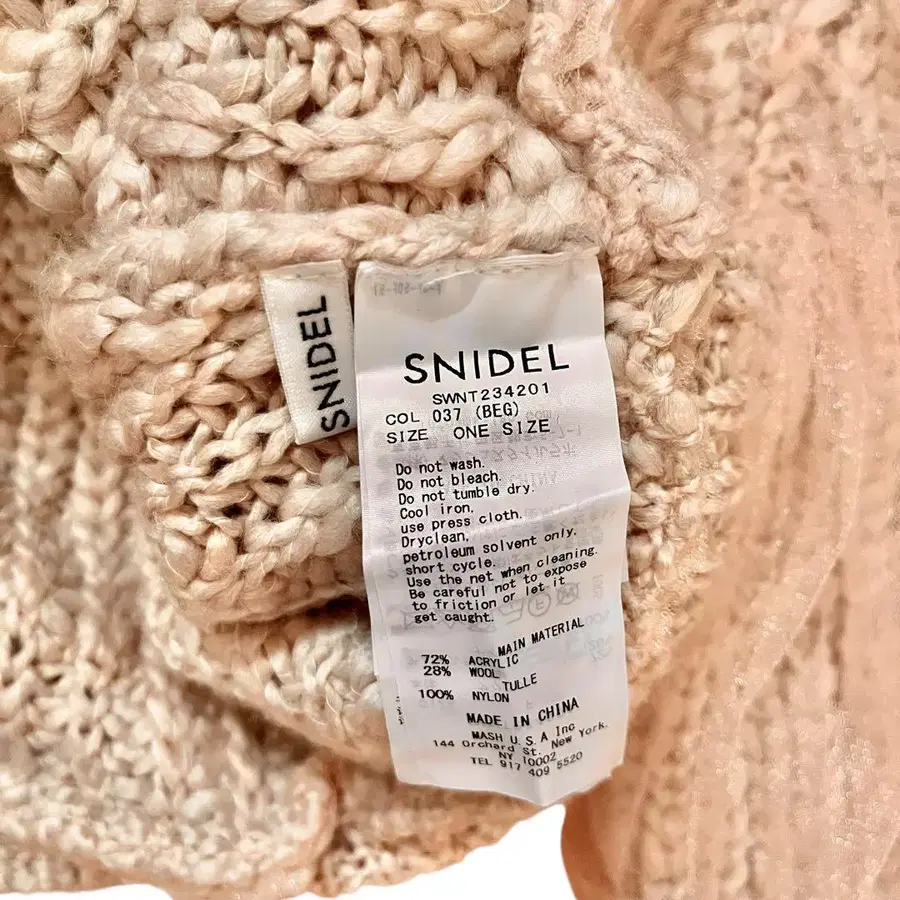 SNIDEL
SNIDEL
SWNT234201
COL 037 (BEG)
SIZE ONE SIZE
Do not wash.
Do not bleach.
Do not tumble dry.
Cool iron,
use press cloth.
Dryclean,
petroleum solvent only,
short cycle.
Use the net when cleaning.
Be careful not to expose
to friction or let it
get caught.
MAIN MATERIAL
72% ACRYLIC
28% WOOL
TULLE
100% NYLON
MADE IN CHINA
MASH U.S.A Inc
144 Orchard St. New York.
NY 10002
TEL 917 409 5520